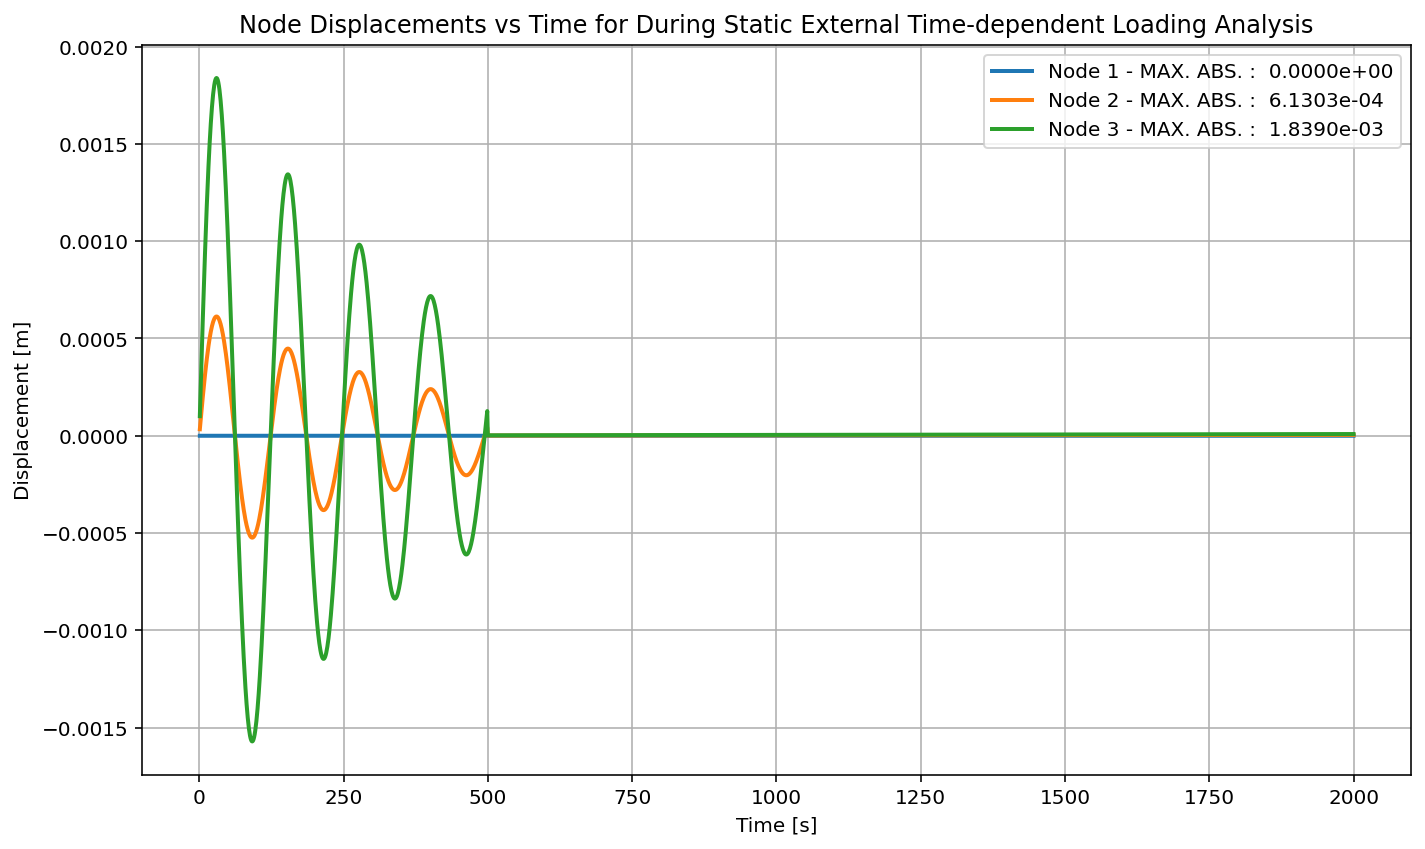 Node Displacements vs Time for During Static External Time-dependent Loading Analysis
Node 1 - MAX. ABS. : 0.0000e+00
Node 2 - MAX. ABS. : 6.1303e-04
Node 3 - MAX. ABS. : 1.8390e-03
Displacement [m]
0.0020
0.0015
0.0010
0.0005
0.0000
−0.0005
−0.0010
−0.0015
0 250 500 750 1000 1250 1500 1750 2000
Time [s]